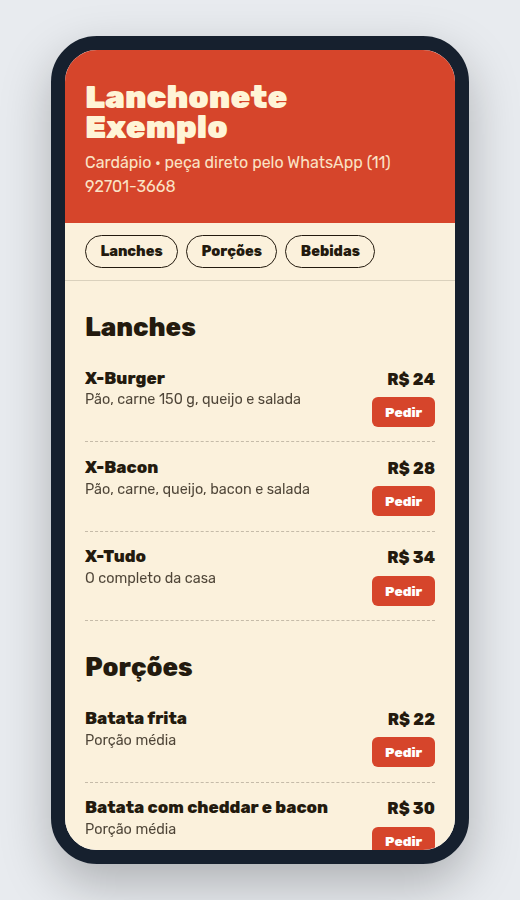 Lanchonete
Exemplo
Cardápio • peça direto pelo WhatsApp (11)
92701-3668
Lanches
Porções
Bebidas
Lanches
X-Burger
R$ 24
Pão, carne 150 g, queijo e salada
Pedir
X-Bacon
R$ 28
Pão, carne, queijo, bacon e salada
Pedir
X-Tudo
R$ 34
O completo da casa
Pedir
Porções
Batata frita
R$ 22
Porção média
Pedir
Batata com cheddar e bacon
R$ 30
Porção média
Pedir